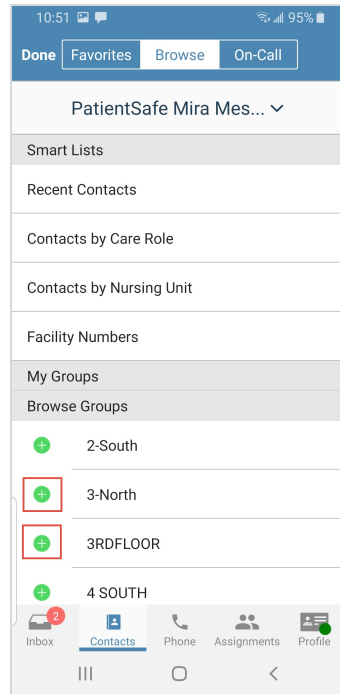 10:51 95%
Done Favorites Browse On-Call
PatientSafe Mira Mes...
Smart Lists
Recent Contacts
Contacts by Care Role
Contacts by Nursing Unit
Facility Numbers
My Groups
Browse Groups
2-South
3-North
3RDFLOOR
4 SOUTH
2
Inbox Contacts Phone Assignments Profile